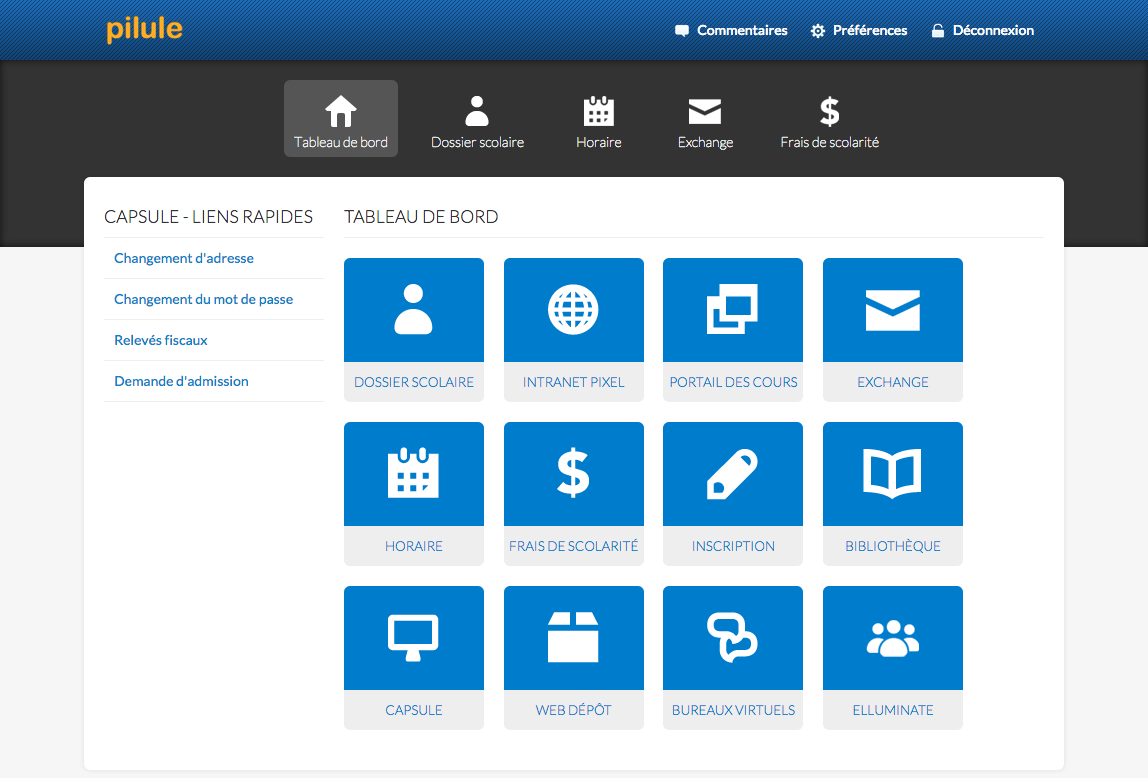 pilule
Commentaires
Préférences
Déconnexion
Tableau de bord
Dossier scolaire
Horaire
Exchange
Frais de scolarité
CAPSULE - LIENS RAPIDES
Changement d'adresse
Changement du mot de passe
Relevés fiscaux
Demande d'admission
TABLEAU DE BORD
DOSSIER SCOLAIRE
INTRANET PIXEL
PORTAIL DES COURS
EXCHANGE
HORAIRE
FRAIS DE SCOLARITÉ
INSCRIPTION
BIBLIOTHÈQUE
CAPSULE
WEB DÉPÔT
BUREAUX VIRTUELS
ELLUMINATE